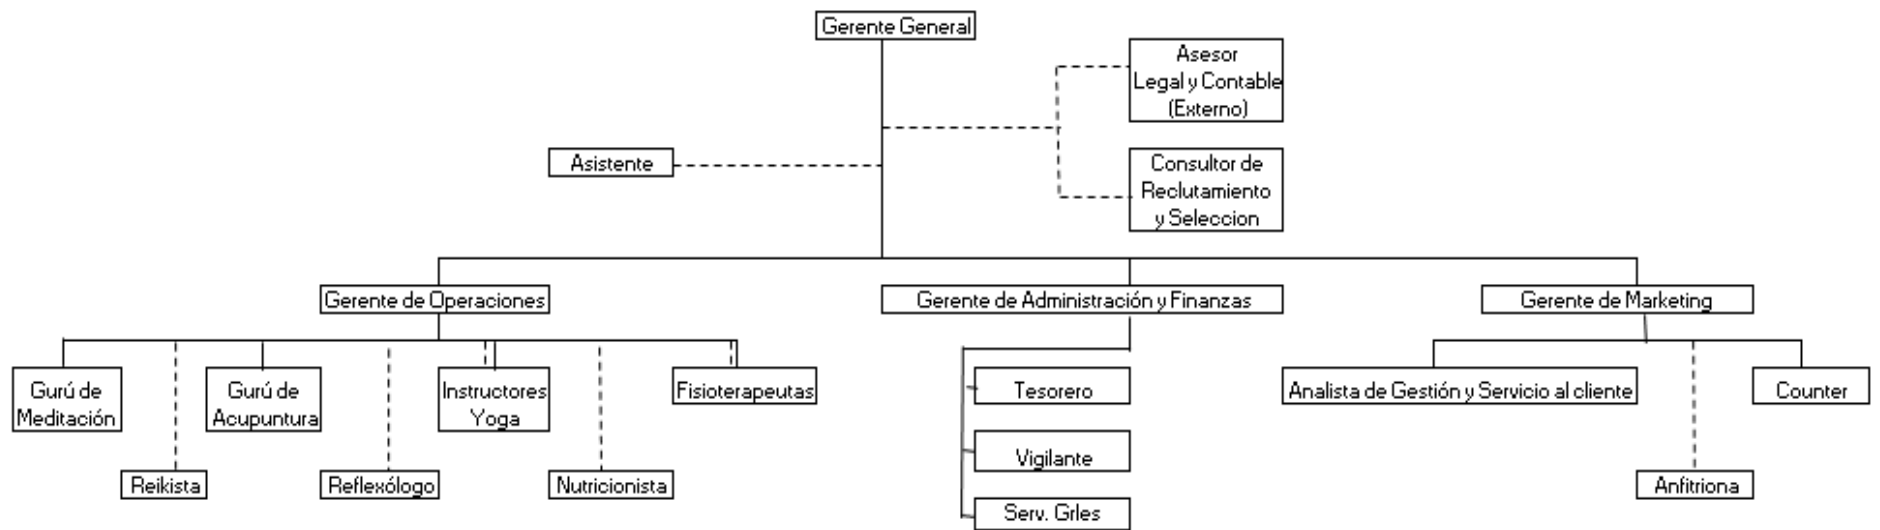 Gerente General
Asesor
Legal y Contable
(Externo)
Asistente
Consultor de
Reclutamiento
y Seleccion
Gerente de Operaciones
Gerente de Administración y Finanzas
Gerente de Marketing
Gurú de
Meditación
Gurú de
Acupuntura
Instructores
Yoga
Fisioterapeutas
Tesorero
Analista de Gestión y Servicio al cliente
Counter
Vigilante
Reikista
Reflexólogo
Nutricionista
Anfitriona
Serv. Grles